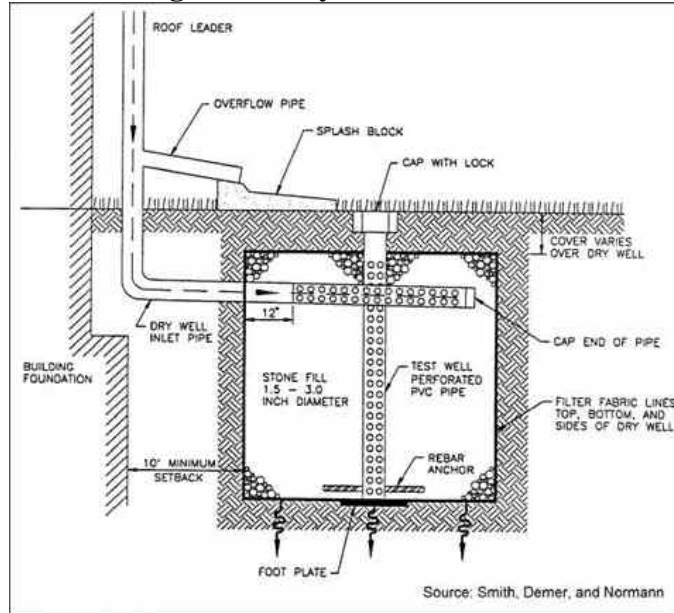 ROOF LEADER
OVERFLOW PIPE
SPLASH BLOCK
CAP WITH LOCK
COVER VARIES
OVER DRY WELL
12"
DRY WELL
INLET PIPE
CAP END OF PIPE
BUILDING
FOUNDATION
STONE FILL
1.5 – 3.0
INCH DIAMETER
TEST WELL
PERFORATED
PVC PIPE
FILTER FABRIC LINES
TOP, BOTTOM, AND
SIDES OF DRY WELL
10' MINIMUM
SETBACK
REBAR
ANCHOR
FOOT PLATE
Source: Smith, Demer, and Normann